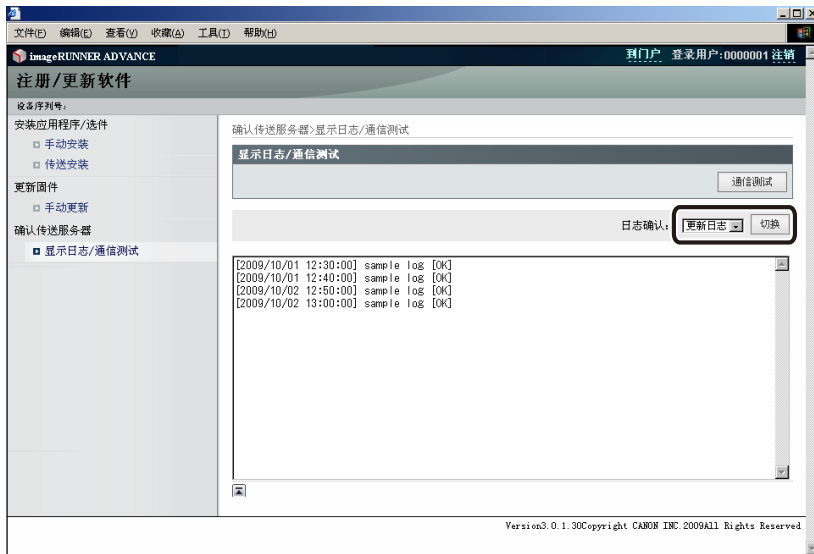 文件(F) 编辑(E) 查看(V) 收藏(A) 工具(T) 帮助(H)
imageRUNNER ADVANCE 到门户 登录用户:0000001 注销
注册/更新软件
设备序列号:
安装应用程序/选件
手动安装
传送安装
更新固件
手动更新
确认传送服务器
显示日志/通信测试
确认传送服务器>显示日志/通信测试
显示日志/通信测试
通信测试
日志确认: 更新日志 切换
[2009/10/01 12:30:00] sample log [OK]
[2009/10/01 12:40:00] sample log [OK]
[2009/10/02 12:50:00] sample log [OK]
[2009/10/02 13:00:00] sample log [OK]
Version3.0.1.30Copyright CANON INC.2009All Rights Reserved